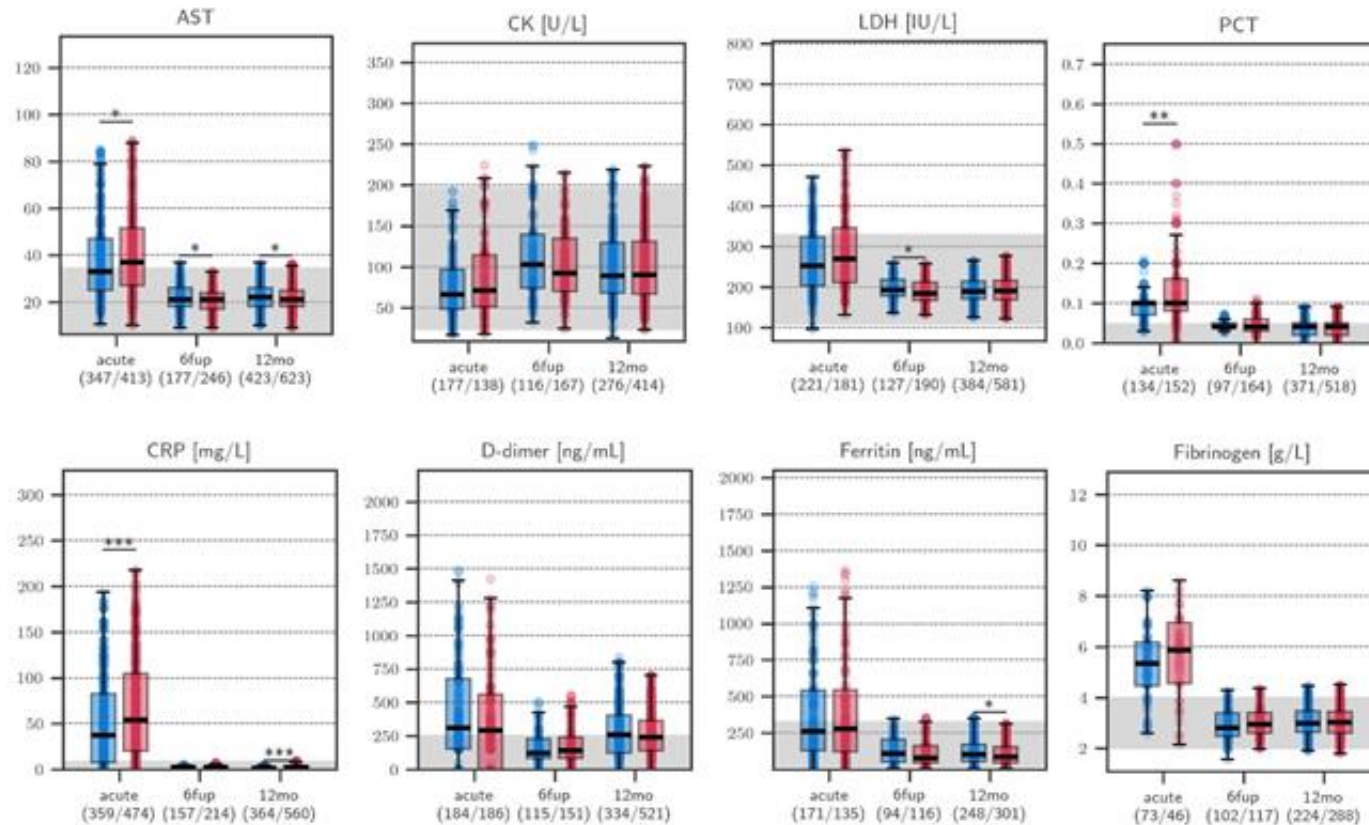 AST
120
100
80
60
40
20
*
*
*
acute 6fup 12mo
(347/413) (177/246) (423/623)
CK [U/L]
350
300
250
200
150
100
50
acute 6fup 12mo
(177/138) (116/167) (276/414)
LDH [IU/L]
800
700
600
500
400
300
200
100
*
acute 6fup 12mo
(221/181) (127/190) (384/581)
PCT
0.7
0.6
0.5
0.4
0.3
0.2
0.1
0.0
**
acute 6fup 12mo
(134/152) (97/164) (371/518)
CRP [mg/L]
300
250
200
150
100
50
0
***
***
acute 6fup 12mo
(359/474) (157/214) (364/560)
D-dimer [ng/mL]
2000
1750
1500
1250
1000
750
500
250
0
acute 6fup 12mo
(184/186) (115/151) (334/521)
Ferritin [ng/mL]
2000
1750
1500
1250
1000
750
500
250
*
acute 6fup 12mo
(171/135) (94/116) (248/301)
Fibrinogen [g/L]
12
10
8
6
4
2
acute 6fup 12mo
(73/46) (102/117) (224/288)